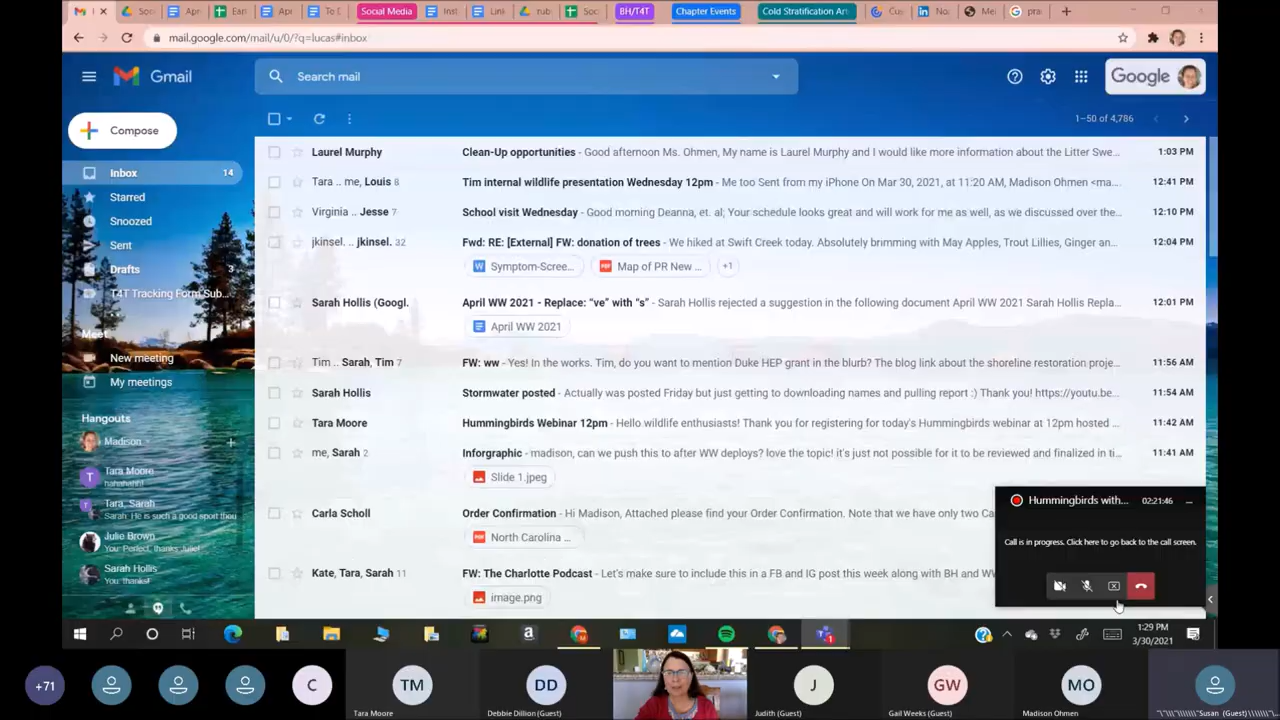 Social Media
BH/T4T
Chapter Events
Cold Stratification Art
mail.google.com/mail/u/0/?q=lucas#inbox
Gmail
Search mail
Google
Compose
1–50 of 4,786
Inbox 14
Starred
Snoozed
Sent
Drafts 3
T4T Tracking Form Sub...
Meet
New meeting
My meetings
Hangouts
Madison
Tara Moore
hahahahh!
Tara, Sarah
Sarah: He is such a good sport thou
Julie Brown
You: Perfect, thanks Julie!
Sarah Hollis
You: thanks!
Laurel Murphy Clean-Up opportunities - Good afternoon Ms. Ohmen, My name is Laurel Murphy and I would like more information about the Litter Swe... 1:03 PM
Tara .. me, Louis 8 Tim internal wildlife presentation Wednesday 12pm - Me too Sent from my iPhone On Mar 30, 2021, at 11:20 AM, Madison Ohmen <ma... 12:41 PM
Virginia .. Jesse 7 School visit Wednesday - Good morning Deanna, et. al; Your schedule looks great and will work for me as well, as we discussed over the... 12:10 PM
jkinsel. .. jkinsel. 32 Fwd: RE: [External] FW: donation of trees - We hiked at Swift Creek today. Absolutely brimming with May Apples, Trout Lillies, Ginger an... 12:04 PM
Symptom-Scree... Map of PR New ... +1
Sarah Hollis (Googl. April WW 2021 - Replace: “ve” with “s” - Sarah Hollis rejected a suggestion in the following document April WW 2021 Sarah Hollis Repla... 12:01 PM
April WW 2021
Tim .. Sarah, Tim 7 FW: ww - Yes! In the works. Tim, do you want to mention Duke HEP grant in the blurb? The blog link about the shoreline restoration proje... 11:56 AM
Sarah Hollis Stormwater posted - Actually was posted Friday but just getting to downloading names and pulling report :) Thank you! https://youtu.be... 11:54 AM
Tara Moore Hummingbirds Webinar 12pm - Hello wildlife enthusiasts! Thank you for registering for today's Hummingbirds webinar at 12pm hosted ... 11:42 AM
me, Sarah 2 Inforgraphic - madison, can we push this to after WW deploys? love the topic! it's just not possible for it to be reviewed and finalized in ti... 11:41 AM
Slide 1.jpeg
Carla Scholl Order Confirmation - Hi Madison, Attached please find your Order Confirmation. Note that we have only two Ca
North Carolina ...
Kate, Tara, Sarah 11 FW: The Charlotte Podcast - Let's make sure to include this in a FB and IG post this week along with BH and WW
image.png
Hummingbirds with... 02:21:46
Call is in progress. Click here to go back to the call screen.
1:29 PM
3/30/2021
+71
C
TM
Tara Moore
DD
Debbie Dillion (Guest)
J
Judith (Guest)
GW
Gail Weeks (Guest)
MO
Madison Ohmen
Susan (Guest)